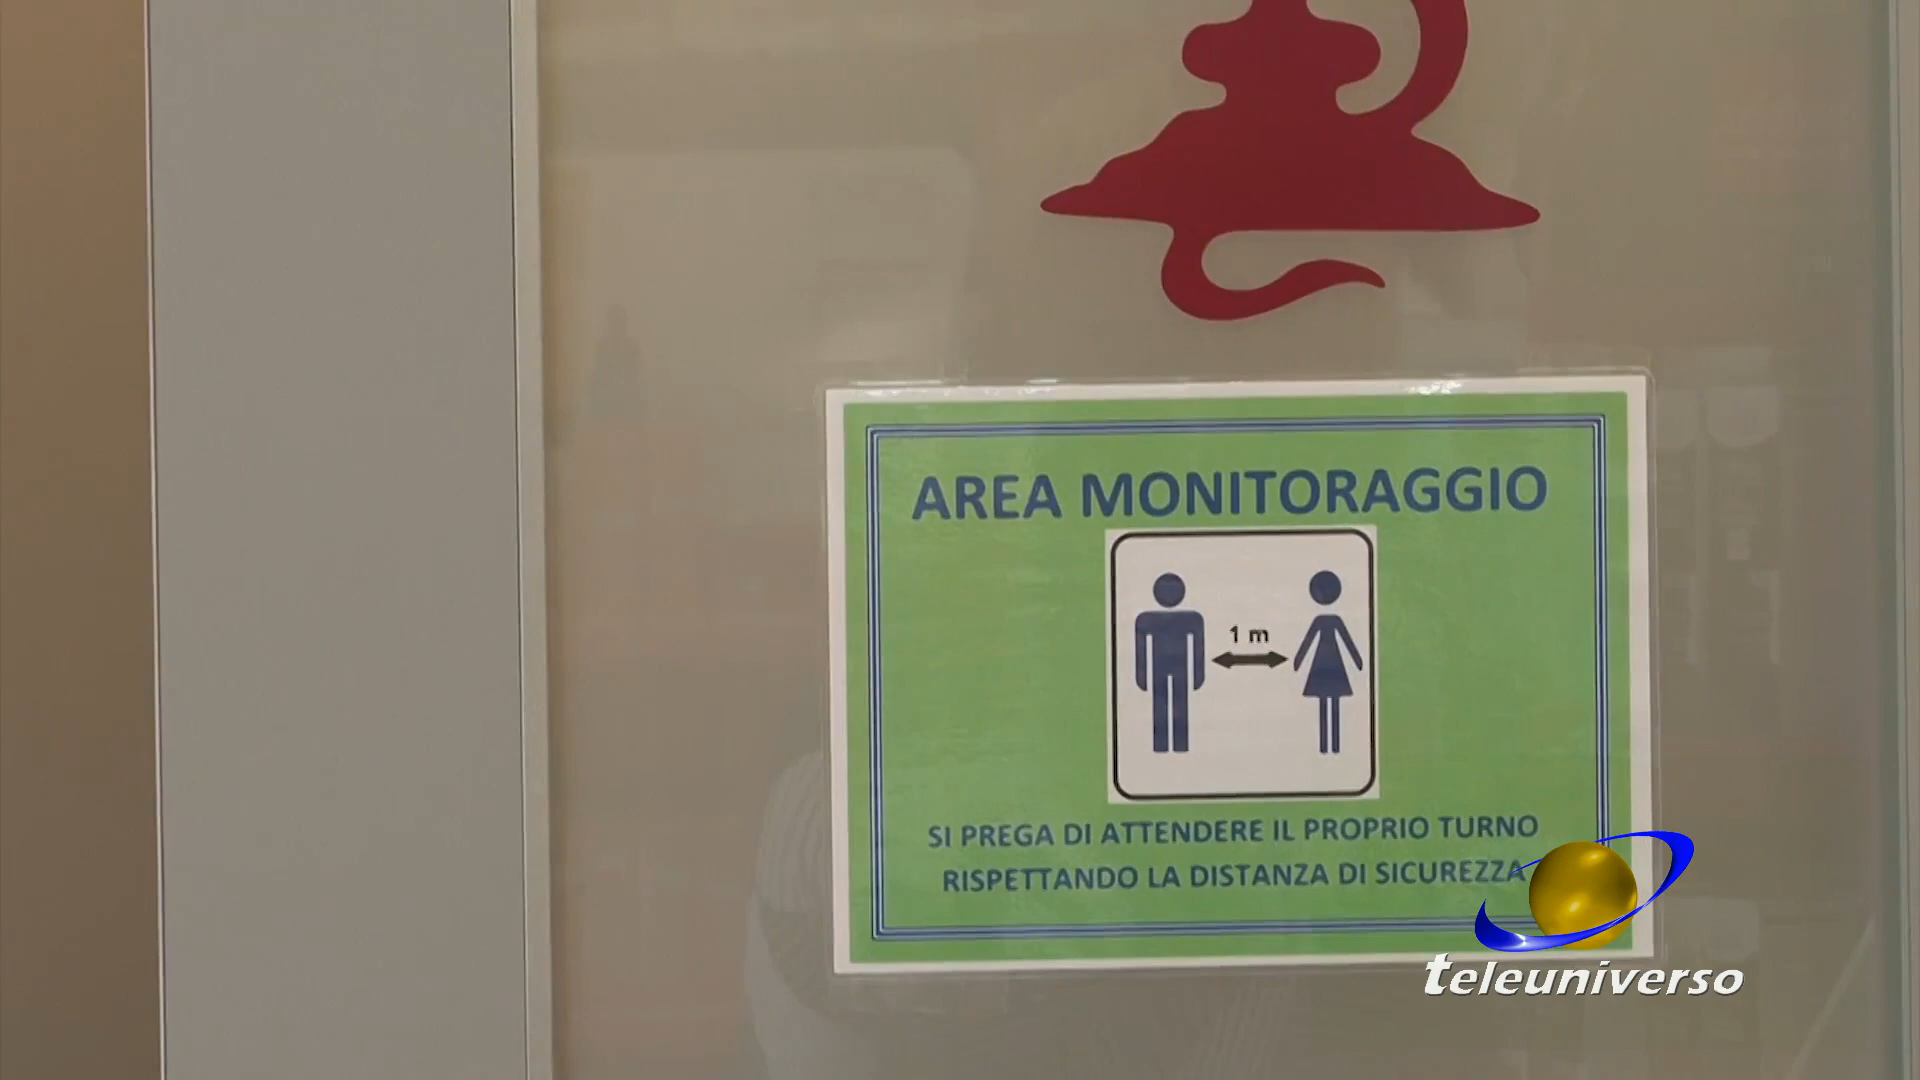 AREA MONITORAGGIO
1 m
SI PREGA DI ATTENDERE IL PROPRIO TURNO
RISPETTANDO LA DISTANZA DI SICUREZZA
teleuniverso